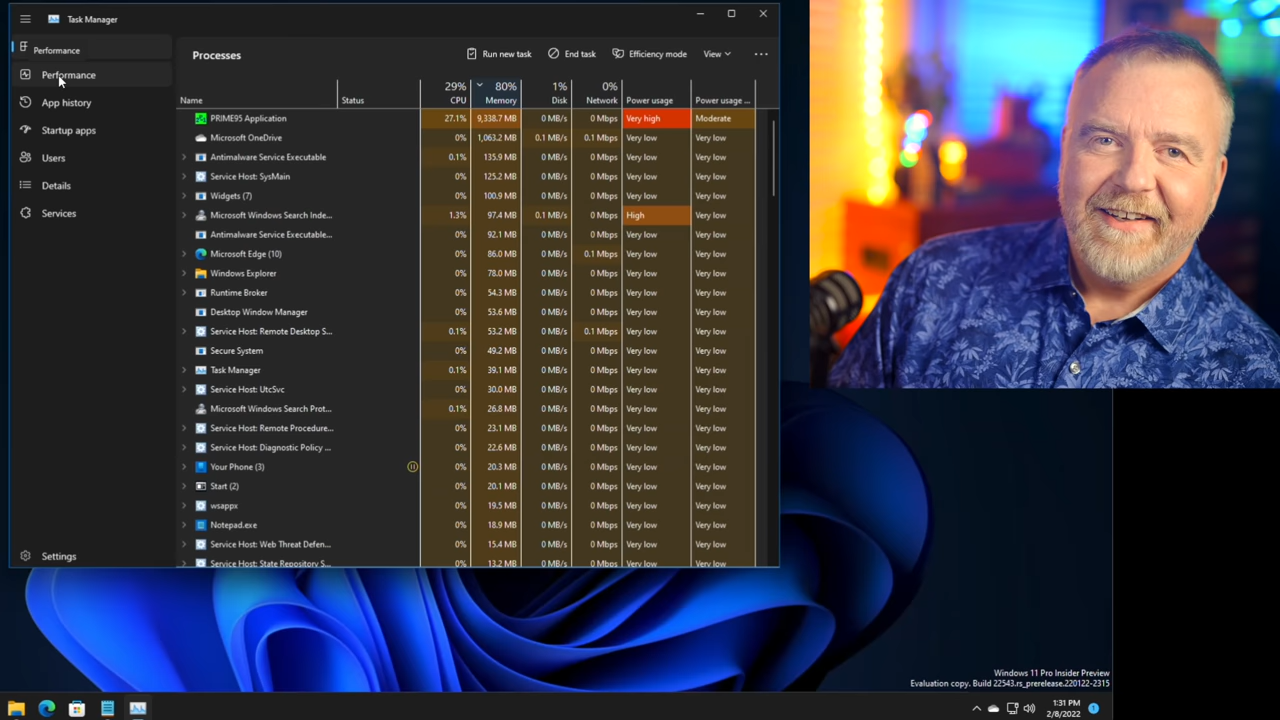 Task Manager
Performance
Performance
App history
Startup apps
Users
Details
Services
Settings
Processes
Run new task
End task
Efficiency mode
View
29% 80% 1% 0%
Name Status CPU Memory Disk Network Power usage Power usage ...
PRIME95 Application 27.1% 9,338.7 MB 0 MB/s 0 Mbps Very high Moderate
Microsoft OneDrive 0% 1,063.2 MB 0.1 MB/s 0.1 Mbps Very low Very low
Antimalware Service Executable 0.1% 135.9 MB 0 MB/s 0 Mbps Very low Very low
Service Host: SysMain 0% 125.2 MB 0 MB/s 0 Mbps Very low Very low
Widgets (7) 0% 100.9 MB 0 MB/s 0 Mbps Very low Very low
Microsoft Windows Search Inde... 1.3% 97.4 MB 0.1 MB/s 0 Mbps High Very low
Antimalware Service Executable... 0% 92.1 MB 0 MB/s 0 Mbps Very low Very low
Microsoft Edge (10) 0% 86.0 MB 0 MB/s 0.1 Mbps Very low Very low
Windows Explorer 0% 78.0 MB 0 MB/s 0 Mbps Very low Very low
Runtime Broker 0% 54.3 MB 0 MB/s 0 Mbps Very low Very low
Desktop Window Manager 0% 53.6 MB 0 MB/s 0 Mbps Very low Very low
Service Host: Remote Desktop S... 0.1% 53.2 MB 0 MB/s 0.1 Mbps Very low Very low
Secure System 0% 49.2 MB 0 MB/s 0 Mbps Very low Very low
Task Manager 0.1% 39.1 MB 0 MB/s 0 Mbps Very low Very low
Service Host: UtcSvc 0% 30.0 MB 0 MB/s 0 Mbps Very low Very low
Microsoft Windows Search Prot... 0.1% 26.8 MB 0 MB/s 0 Mbps Very low Very low
Service Host: Remote Procedure... 0% 23.1 MB 0 MB/s 0 Mbps Very low Very low
Service Host: Diagnostic Policy ... 0% 22.6 MB 0 MB/s 0 Mbps Very low Very low
Your Phone (3) 0% 20.3 MB 0 MB/s 0 Mbps Very low Very low
Start (2) 0% 20.1 MB 0 MB/s 0 Mbps Very low Very low
wsappx 0% 19.5 MB 0 MB/s 0 Mbps Very low Very low
Notepad.exe 0% 18.9 MB 0 MB/s 0 Mbps Very low Very low
Service Host: Web Threat Defen... 0% 15.4 MB 0 MB/s 0 Mbps Very low Very low
Service Host: State Repository S... 0% 13.2 MB 0 MB/s 0 Mbps Very low Very low
Windows 11 Pro Insider Preview
Evaluation copy. Build 22543.rs_prerelease.220122-2315
1:31 PM
2/8/2022
1